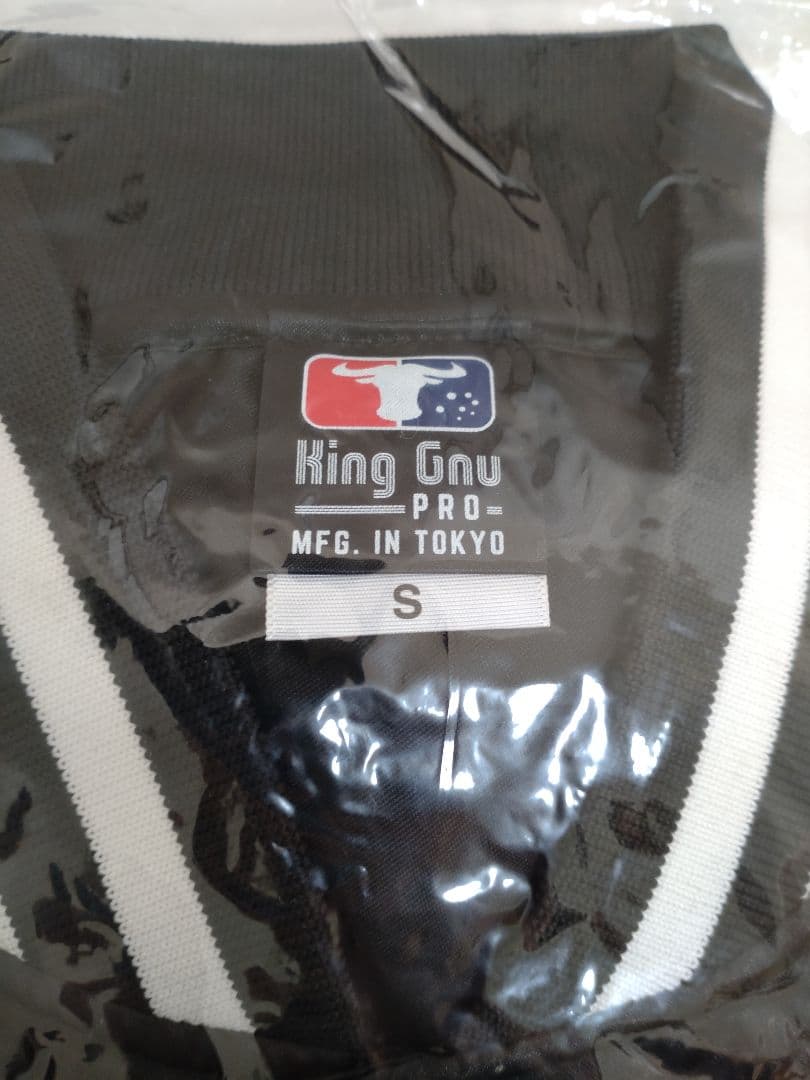 King Gnu
PRO
MFG. IN TOKYO
S